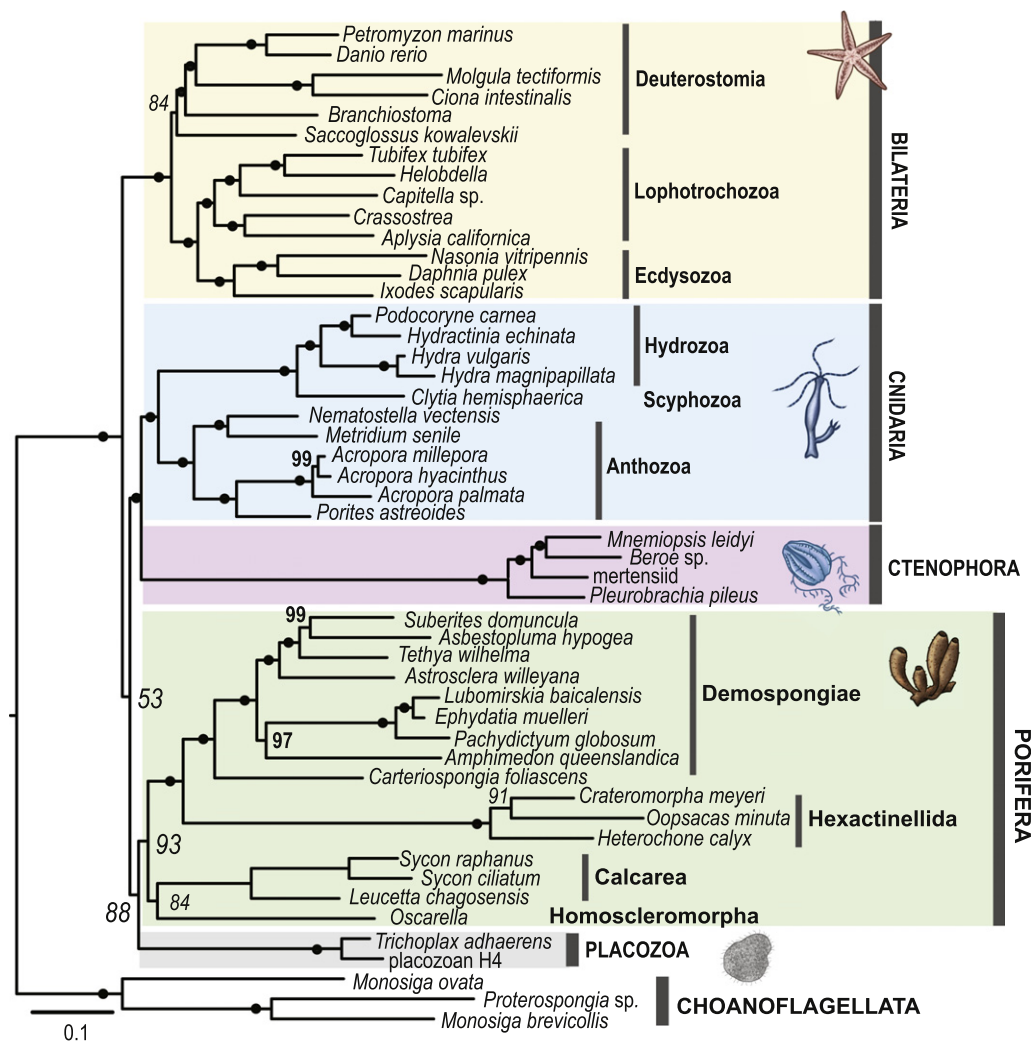 Petromyzon marinus
Danio rerio
Molgula tectiformis
Ciona intestinalis
Branchiostoma
Saccoglossus kowalevskii
Deuterostomia
84
Tubifex tubifex
Helobdella
Capitella sp.
Crassostrea
Aplysia californica
Lophotrochozoa
Nasonia vitripennis
Daphnia pulex
Ixodes scapularis
Ecdysozoa
BILATERIA
Podocoryne carnea
Hydractinia echinata
Hydra vulgaris
Hydra magnipapillata
Hydrozoa
Clytia hemisphaerica
Scyphozoa
Nematostella vectensis
Metridium senile
99
Acropora millepora
Acropora hyacinthus
Acropora palmata
Porites astreoides
Anthozoa
CNIDARIA
Mnemiopsis leidyi
Beroe sp.
mertensiid
Pleurobrachia pileus
CTENOPHORA
99
Suberites domuncula
Asbestopluma hypogea
Tethya wilhelma
Astrosclera willeyana
53
Lubomirskia baicalensis
Ephydatia muelleri
97
Pachydictyum globosum
Amphimedon queenslandica
Carteriospongia foliascens
Demospongiae
91
Crateromorpha meyeri
Oopsacas minuta
Heterochone calyx
Hexactinellida
93
Sycon raphanus
Sycon ciliatum
84
Leucetta chagosensis
Calcarea
88
Oscarella
Homoscleromorpha
PORIFERA
Trichoplax adhaerens
placozoan H4
PLACOZOA
Monosiga ovata
Proterospongia sp.
Monosiga brevicollis
CHOANOFLAGELLATA
0.1